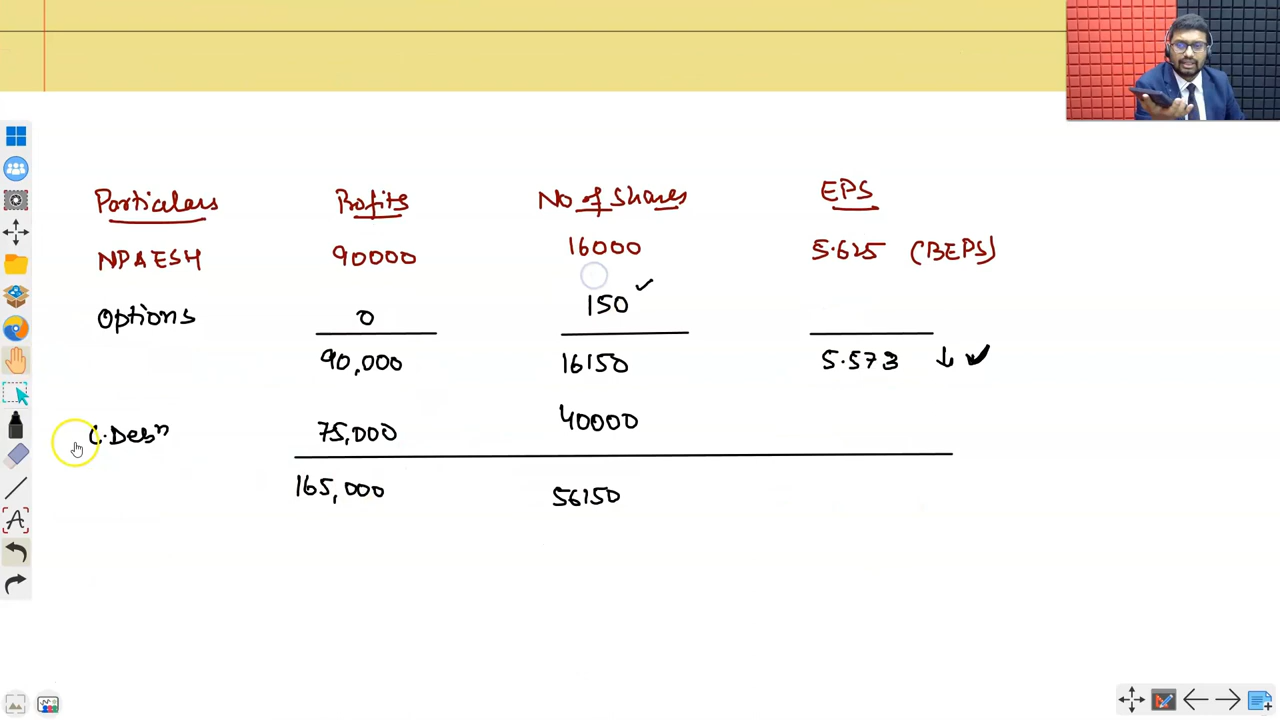 Particulars Profits No of Shares EPS
NPAESH 90000 16000 5.625 (BEPS)
Options 0 150 ✓
90,000 16150 5.573 ↓ ✓
C.Debⁿ 75,000 40000
165,000 56150